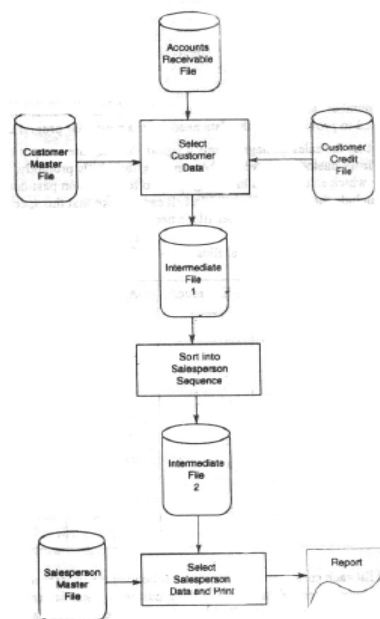 Accounts
Receivable
File
Customer
Master
File
Select
Customer
Data
Customer
Credit
File
Intermediate
File
1
Sort into
Salesperson
Sequence
Intermediate
File
2
Salesperson
Master
File
Select
Salesperson
Data and Print
Report